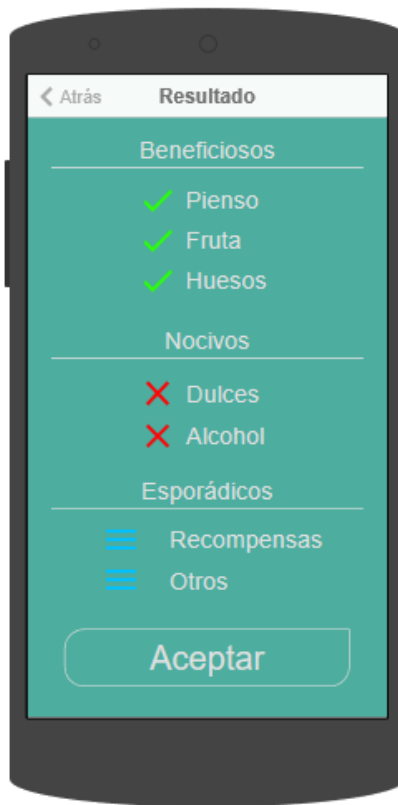 Atrás Resultado
Beneficiosos
Pienso
Fruta
Huesos
Nocivos
Dulces
Alcohol
Esporádicos
Recompensas
Otros
Aceptar